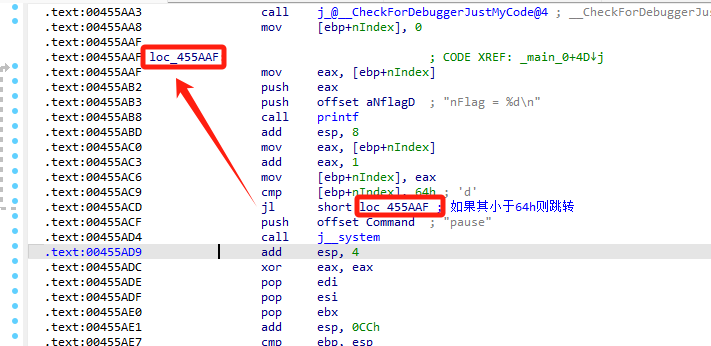 .text:00455AA3 call j_@__CheckForDebuggerJustMyCode@4 ; __CheckForDebuggerJus
.text:00455AA8 mov [ebp+nIndex], 0
.text:00455AAF
.text:00455AAF loc_455AAF ; CODE XREF: _main_0+4D↓j
.text:00455AAF mov eax, [ebp+nIndex]
.text:00455AB2 push eax
.text:00455AB3 push offset aNflagD ; "nFlag = %d\n"
.text:00455AB8 call printf
.text:00455ABD add esp, 8
.text:00455AC0 mov eax, [ebp+nIndex]
.text:00455AC3 add eax, 1
.text:00455AC6 mov [ebp+nIndex], eax
.text:00455AC9 cmp [ebp+nIndex], 64h ; 'd'
.text:00455ACD jl short loc_455AAF ; 如果其小于64h则跳转
.text:00455ACF push offset Command ; "pause"
.text:00455AD4 call j__system
.text:00455AD9 add esp, 4
.text:00455ADC xor eax, eax
.text:00455ADE pop edi
.text:00455ADF pop esi
.text:00455AE0 pop ebx
.text:00455AE1 add esp, 0CCh
.text:00455AE7 cmp ebp, esp